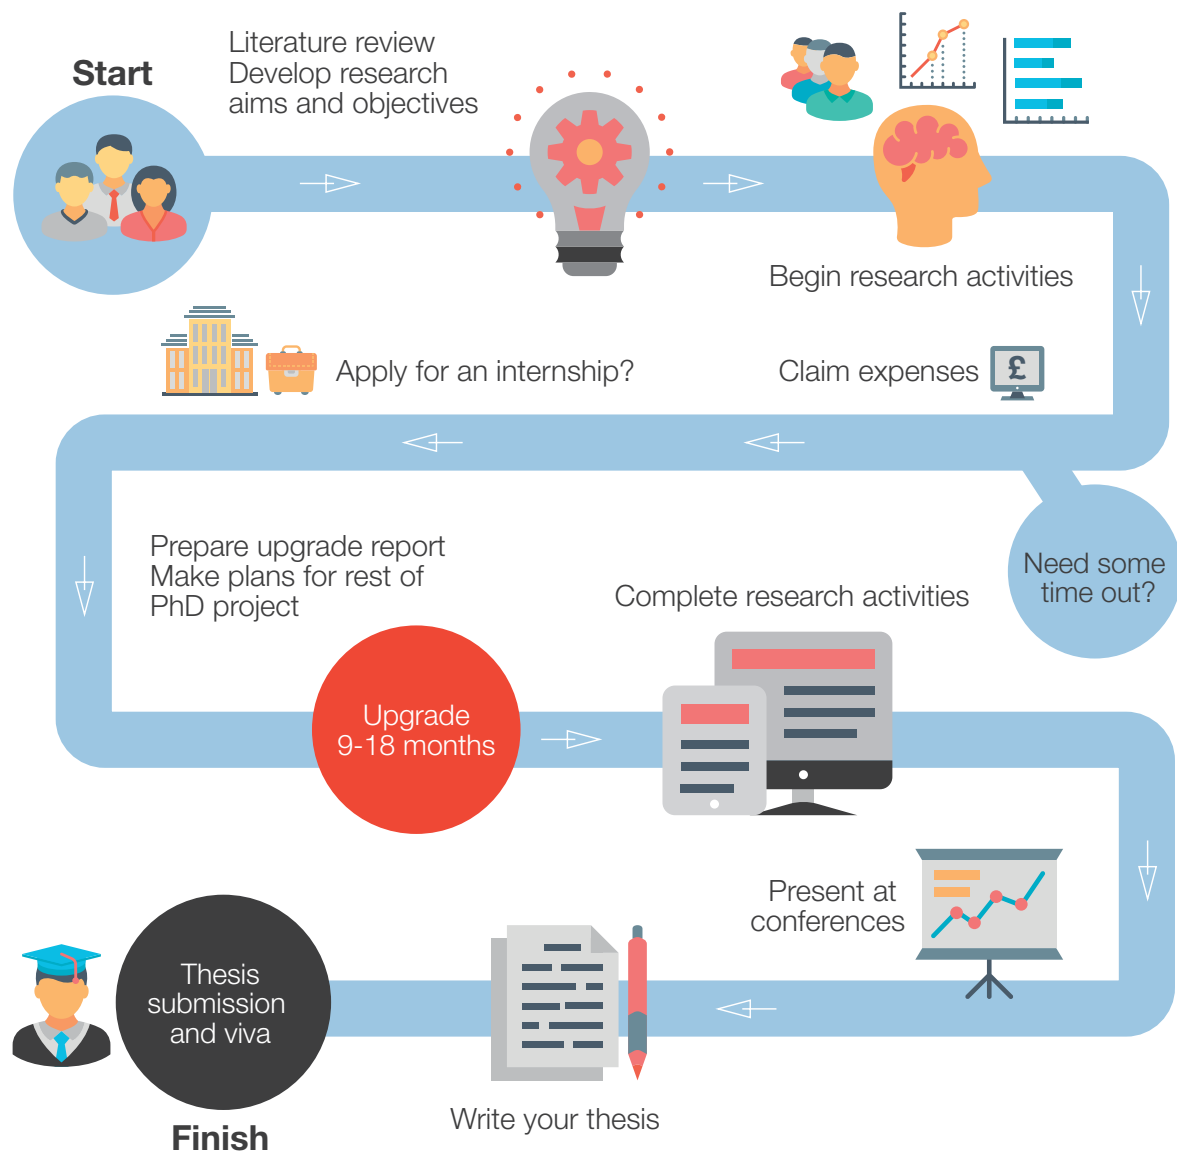 Start
Literature review
Develop research
aims and objectives
Begin research activities
Claim expenses
£
Apply for an internship?
Need some
time out?
Prepare upgrade report
Make plans for rest of
PhD project
Upgrade
9-18 months
Complete research activities
Present at
conferences
Write your thesis
Thesis
submission
and viva
Finish